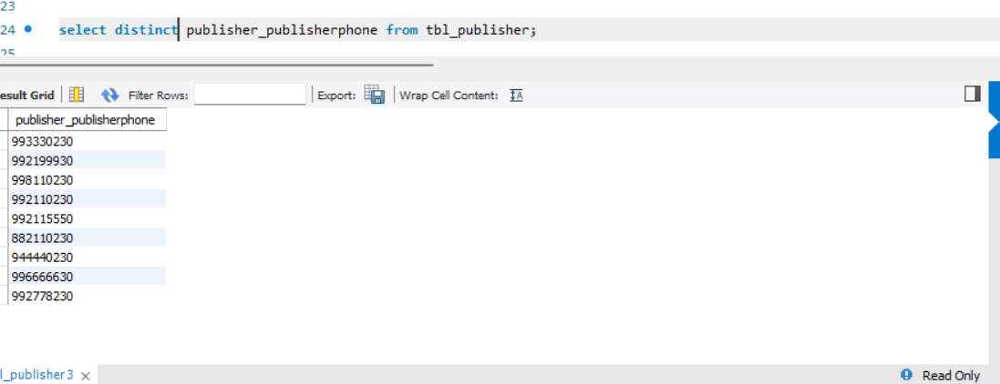 23
24 select distinct publisher_publisherphone from tbl_publisher;
25
esult Grid Filter Rows: Export: Wrap Cell Content: IA
publisher_publisherphone
993330230
992199930
998110230
992110230
992115550
882110230
944440230
996666630
992778230
l_publisher3 × Read Only